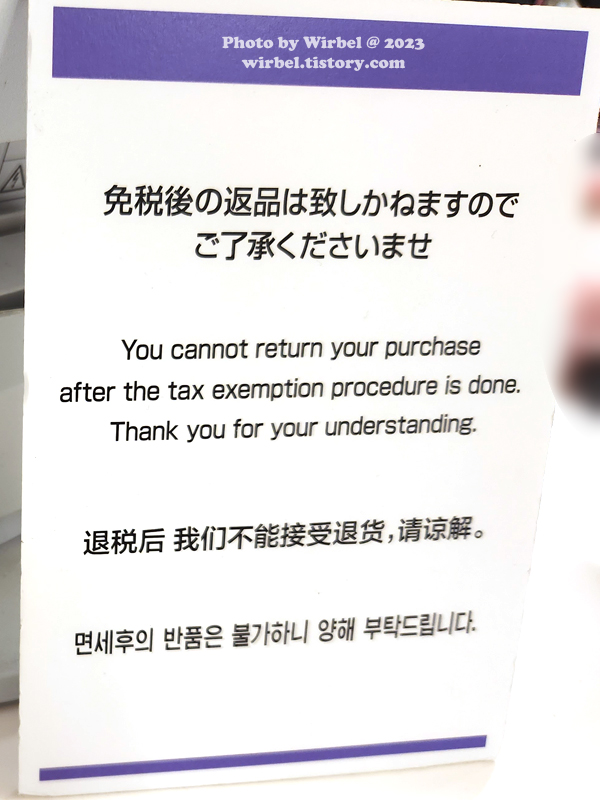 Photo by Wirbel @ 2023
wirbel.tistory.com
免税後の返品は致しかねますので
ご了承くださいませ
You cannot return your purchase
after the tax exemption procedure is done.
Thank you for your understanding.
退税后 我们不能接受退货,请谅解。
면세후의 반품은 불가하니 양해 부탁드립니다.